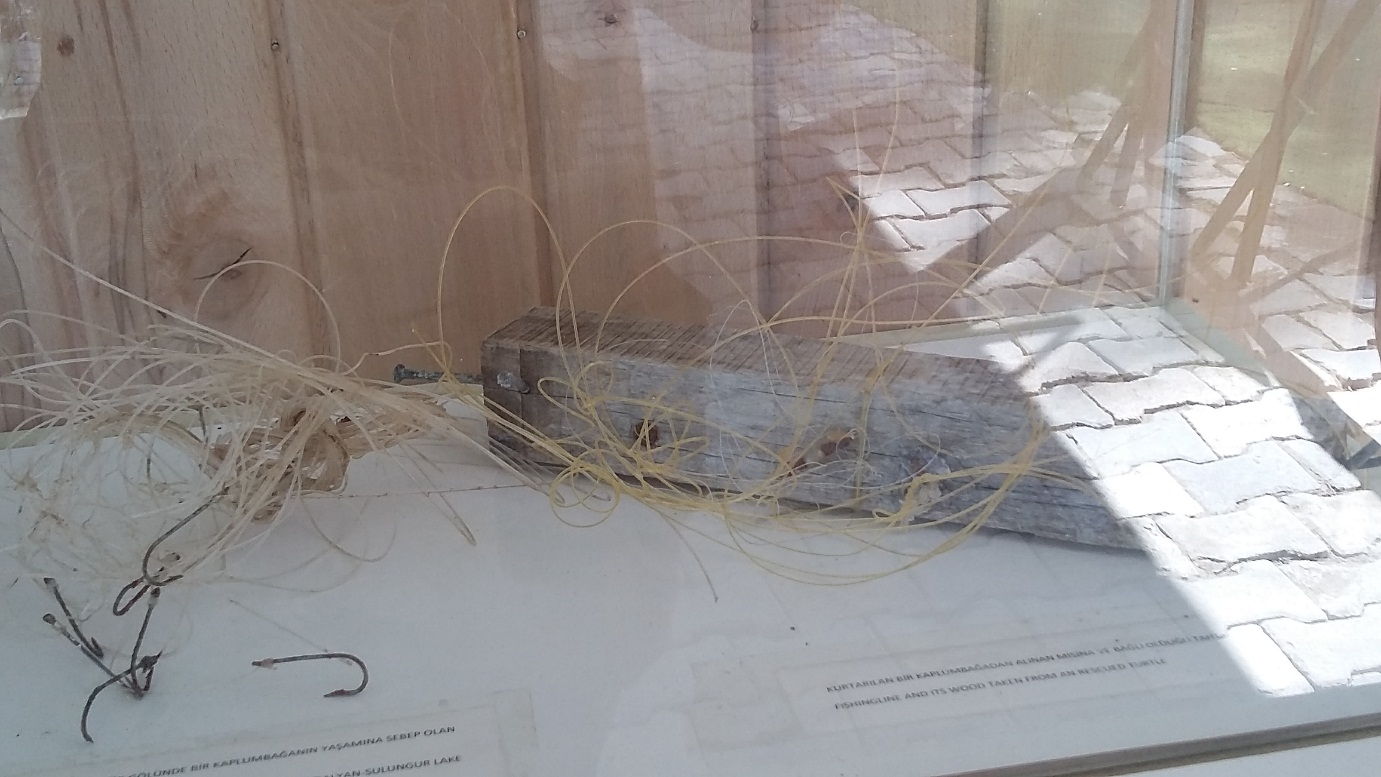 GÖLÜNDE BİR KAPLUMBAĞANIN YAŞAMINA SEBEP OLAN
LYAN-SULUNGUR LAKE
KURTARILAN BİR KAPLUMBAĞADAN ALINAN MİSİNA VE BAĞLI OLDUĞU
FISHINGLINE AND ITS WOOD TAKEN FROM AN RESCUED TURTLE